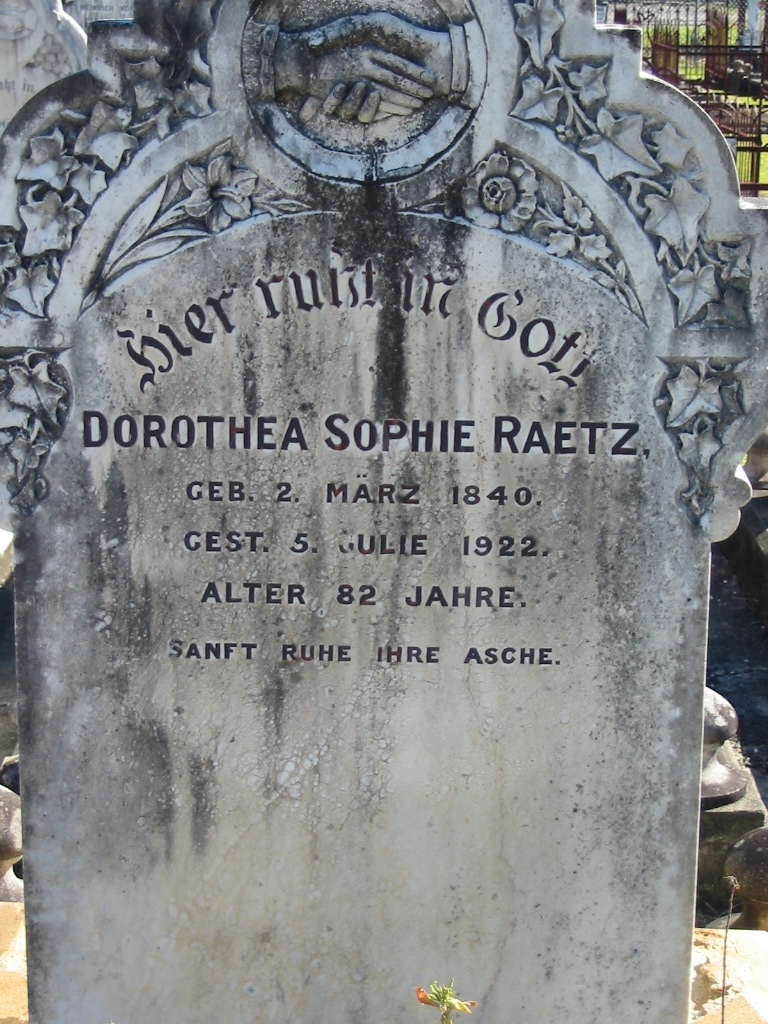 Hier ruht in Gott
DOROTHEA SOPHIE RAETZ,
GEB. 2. MÄRZ 1840.
GEST. 5. JULIE 1922.
ALTER 82 JAHRE.
SANFT RUHE IHRE ASCHE.